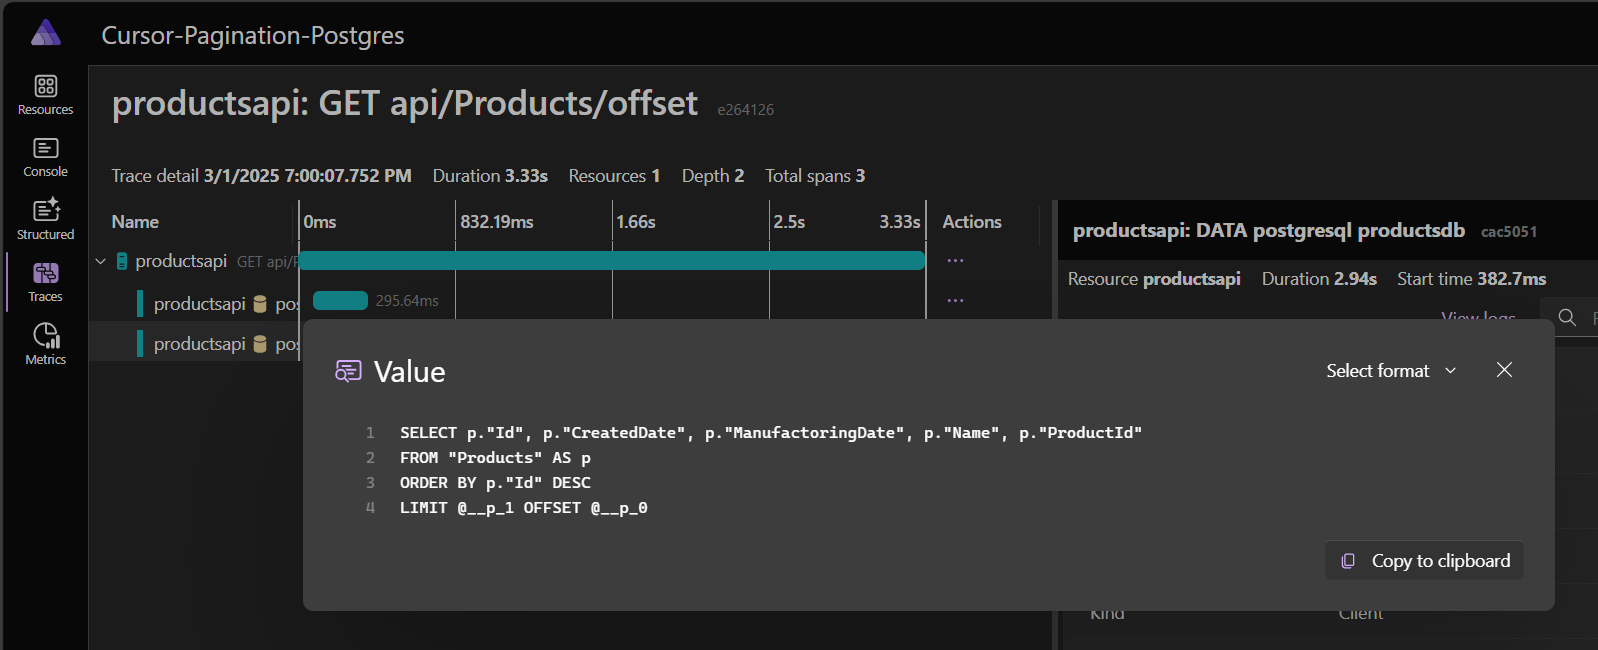 Cursor-Pagination-Postgres
Resources
Console
Structured
Traces
Metrics
productsapi: GET api/Products/offset e264126
Trace detail 3/1/2025 7:00:07.752 PM Duration 3.33s Resources 1 Depth 2 Total spans 3
Name 0ms 832.19ms 1.66s 2.5s 3.33s Actions
productsapi GET api/
productsapi pos 295.64ms
productsapi pos
productsapi: DATA postgresql productsdb cac5051
Resource productsapi Duration 2.94s Start time 382.7ms
View logs
Value
Select format
1 SELECT p."Id", p."CreatedDate", p."ManufactoringDate", p."Name", p."ProductId"
2 FROM "Products" AS p
3 ORDER BY p."Id" DESC
4 LIMIT @__p_1 OFFSET @__p_0
Copy to clipboard
Kind Client